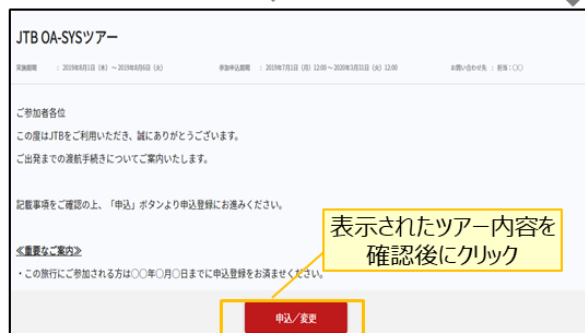 JTB OA-SYSツアー
実施期間 : 2019年8月1日 (木) ～2019年8月6日 (火) 参加申込期間 : 2019年7月1日 (月) 12:00～2020年3月31日 (火) 12:00 お問い合わせ先 : 担当：〇〇
ご参加者各位
この度はJTBをご利用いただき、誠にありがとうございます。
ご出発までの渡航手続きについてご案内いたします。
記載事項をご確認の上、「申込」ボタンより申込登録にお進みください。
表示されたツアー内容を
確認後にクリック
≪重要なご案内≫
・この旅行にご参加される方は〇〇年〇月〇日までに申込登録をお済ませください。
申込／変更